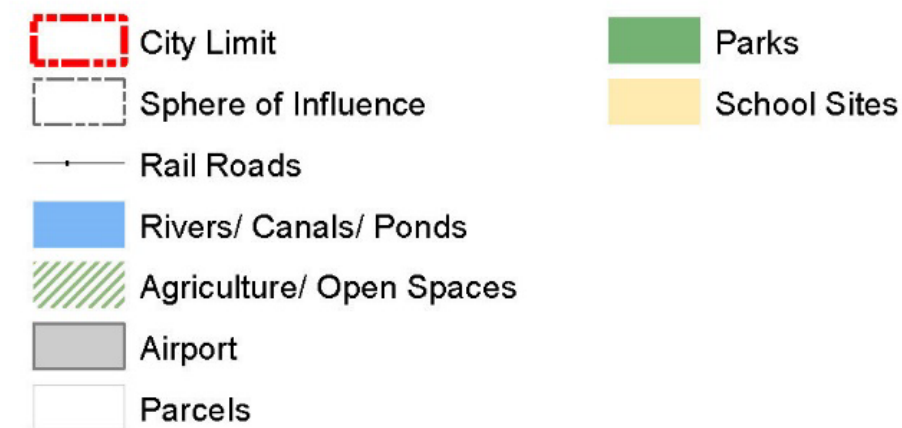 City Limit
Sphere of Influence
Rail Roads
Rivers/ Canals/ Ponds
Agriculture/ Open Spaces
Airport
Parcels
Parks
School Sites